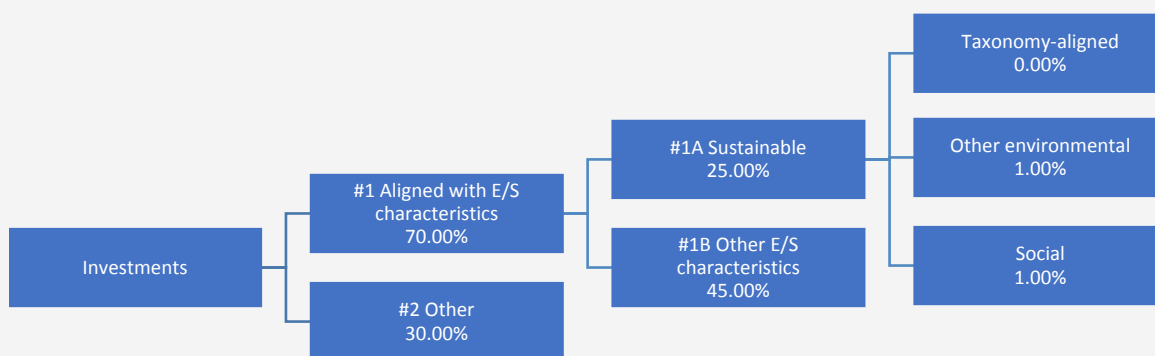 Investments
#1 Aligned with E/S
characteristics
70.00%
#2 Other
30.00%
#1A Sustainable
25.00%
#1B Other E/S
characteristics
45.00%
Taxonomy-aligned
0.00%
Other environmental
1.00%
Social
1.00%